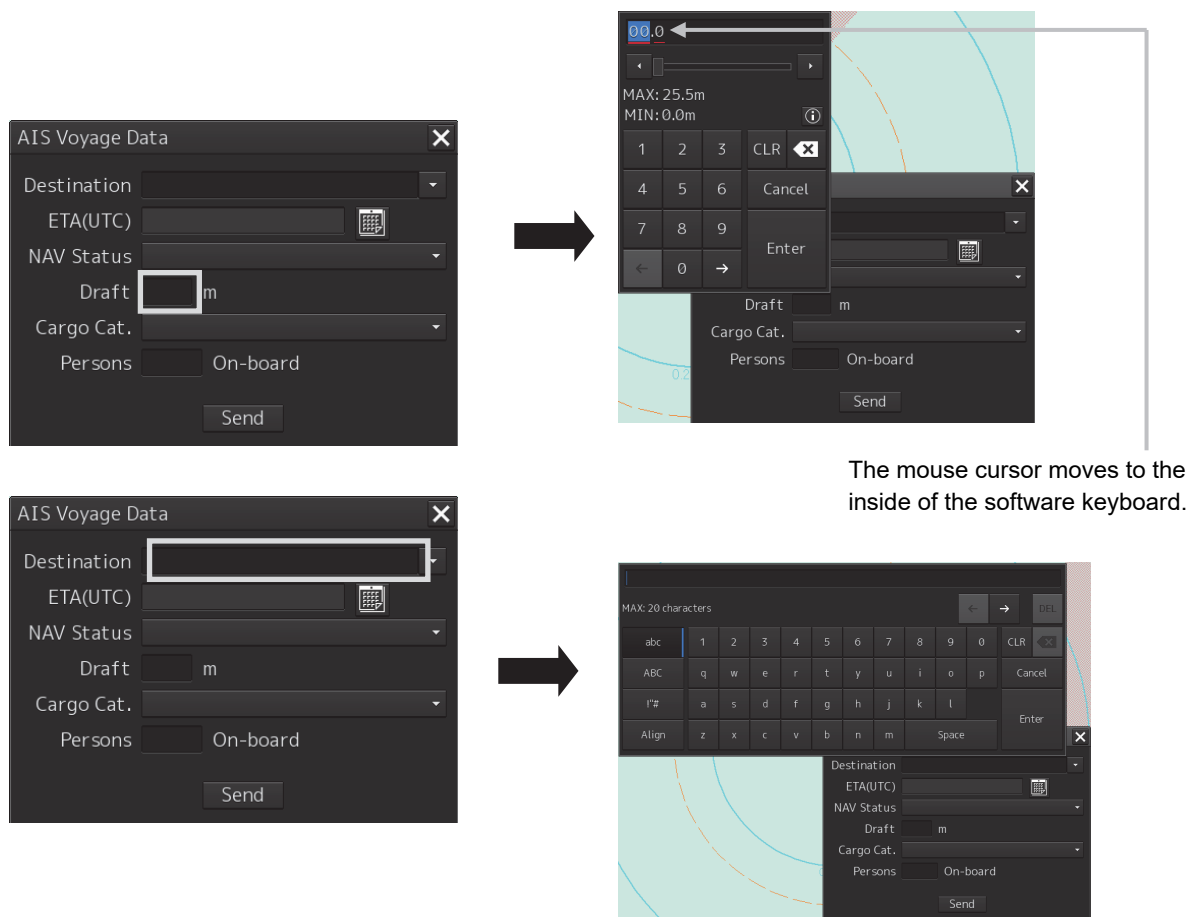 AIS Voyage Data
Destination
ETA(UTC)
NAV Status
Draft m
Cargo Cat.
Persons On-board
Send
00.0
MAX: 25.5m
MIN: 0.0m
1 2 3 CLR
4 5 6 Cancel
7 8 9
Enter
← 0 →
Draft m
Cargo Cat.
Persons On-board
0.2
Send
The mouse cursor moves to the
inside of the software keyboard.
AIS Voyage Data
Destination
ETA(UTC)
NAV Status
Draft m
Cargo Cat.
Persons On-board
Send
MAX: 20 characters ← → DEL
abc 1 2 3 4 5 6 7 8 9 0 CLR
ABC q w e r t y u i o p Cancel
!"# a s d f g h j k l
Enter
Align z x c v b n m Space
Destination
ETA(UTC)
NAV Status
Draft m
Cargo Cat.
Persons On-board
Send